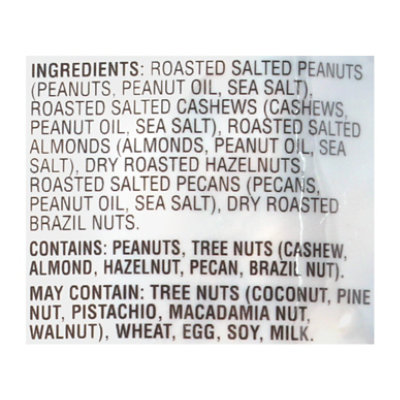 INGREDIENTS: ROASTED SALTED PEANUTS
(PEANUTS, PEANUT OIL, SEA SALT),
ROASTED SALTED CASHEWS (CASHEWS,
PEANUT OIL, SEA SALT), ROASTED SALTED
ALMONDS (ALMONDS, PEANUT OIL, SEA
SALT), DRY ROASTED HAZELNUTS,
ROASTED SALTED PECANS (PECANS,
PEANUT OIL, SEA SALT), DRY ROASTED
BRAZIL NUTS.
CONTAINS: PEANUTS, TREE NUTS (CASHEW,
ALMOND, HAZELNUT, PECAN, BRAZIL NUT).
MAY CONTAIN: TREE NUTS (COCONUT, PINE
NUT, PISTACHIO, MACADAMIA NUT,
WALNUT), WHEAT, EGG, SOY, MILK.